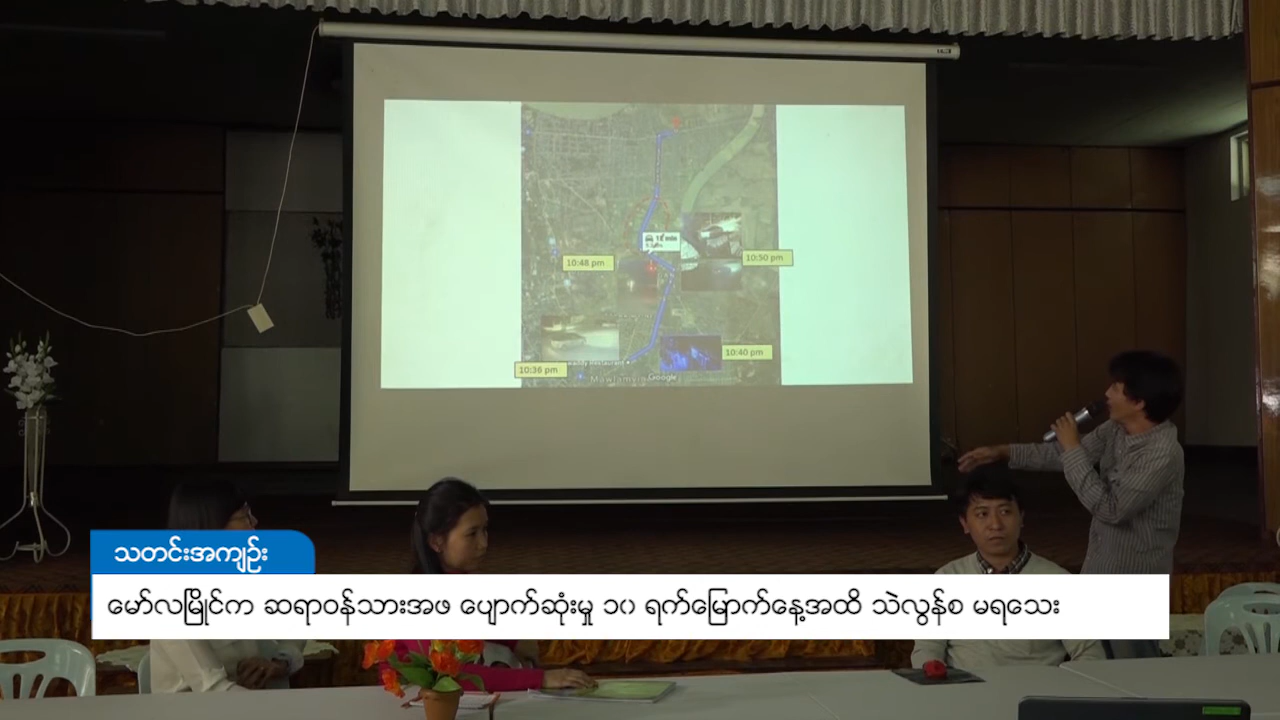 10:48 pm
10:50 pm
10:40 pm
10:36 pm
Google
သတင်းအကျဉ်း
မော်လမြိုင်က ဆရာဝန်သားအဖ ပျောက်ဆုံးမှု ၁၀ ရက်မြောက်နေ့အထိ သဲလွန်စ မရသေး